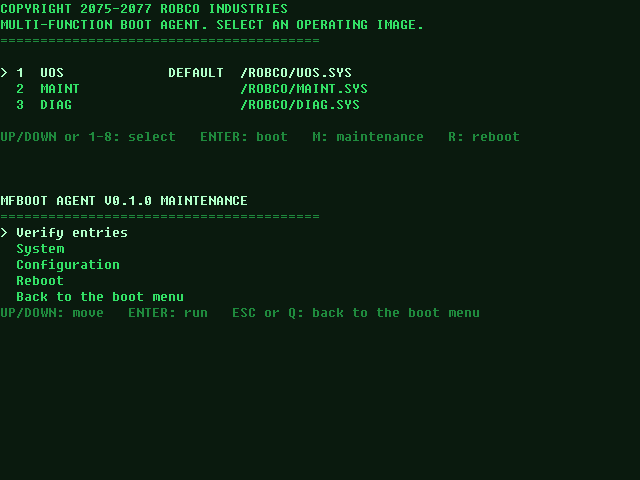 COPYRIGHT 2075-2077 ROBCO INDUSTRIES
MULTI-FUNCTION BOOT AGENT. SELECT AN OPERATING IMAGE.
========================================
> 1  UOS             DEFAULT  /ROBCO/UOS.SYS
  2  MAINT                    /ROBCO/MAINT.SYS
  3  DIAG                     /ROBCO/DIAG.SYS
UP/DOWN or 1-8: select   ENTER: boot   M: maintenance   R: reboot
MFBOOT AGENT V0.1.0 MAINTENANCE
========================================
> Verify entries
  System
  Configuration
  Reboot
  Back to the boot menu
UP/DOWN: move   ENTER: run   ESC or Q: back to the boot menu